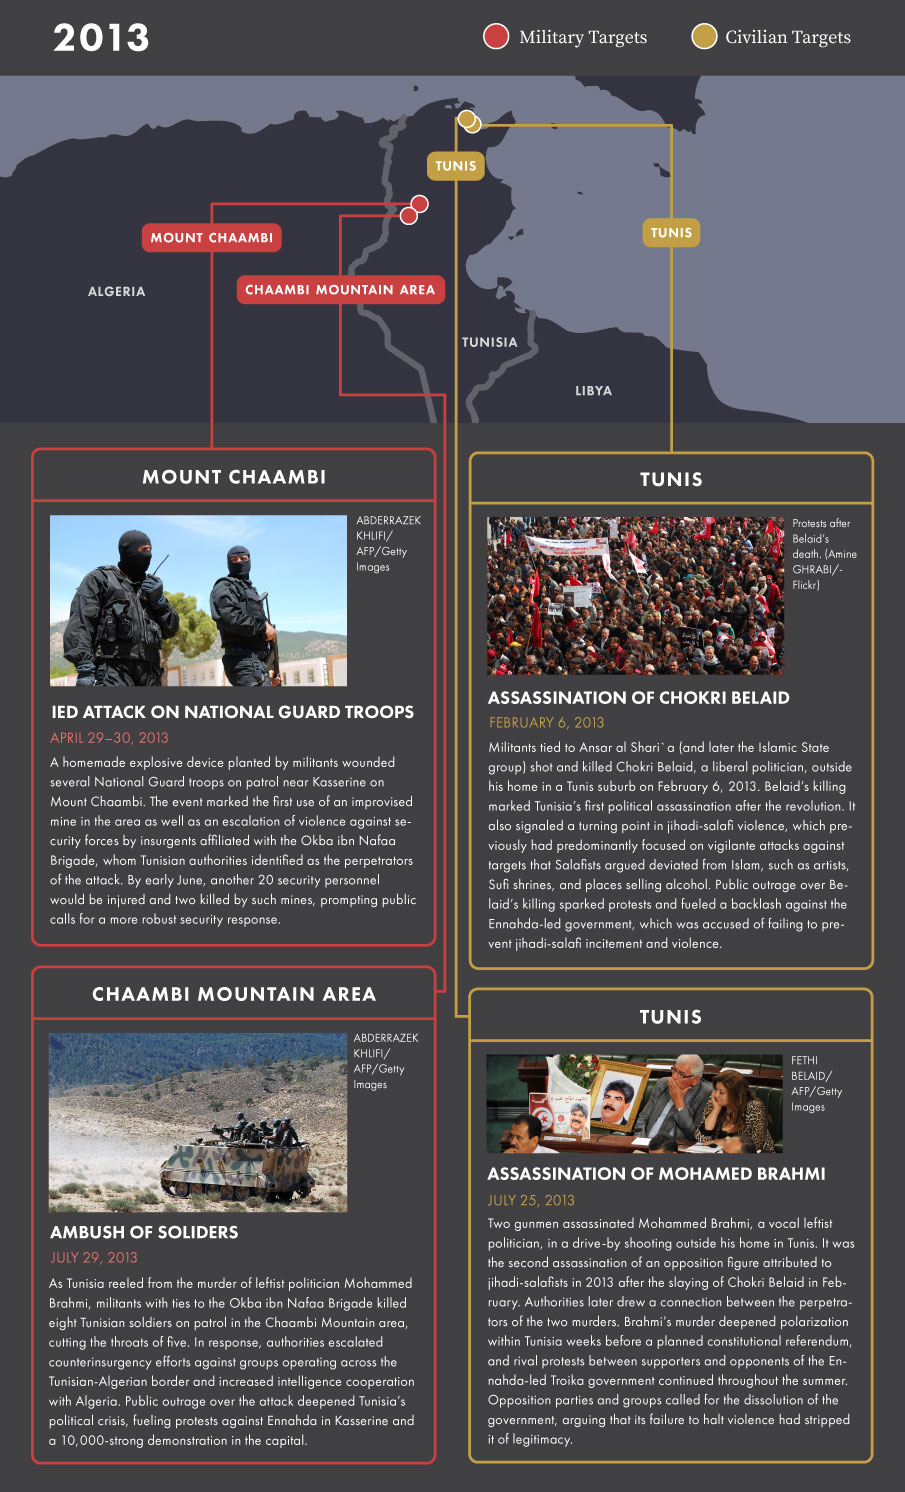 2013
Military Targets
Civilian Targets
TUNIS
MOUNT CHAAMBI
TUNIS
ALGERIA
CHAAMBI MOUNTAIN AREA
TUNISIA
LIBYA
MOUNT CHAAMBI
ABDERRAZEK
KHLIFI/
AFP/Getty
Images
IED ATTACK ON NATIONAL GUARD TROOPS
APRIL 29–30, 2013
A homemade explosive device planted by militants wounded
several National Guard troops on patrol near Kasserine on
Mount Chaambi. The event marked the first use of an improvised
mine in the area as well as an escalation of violence against se-
curity forces by insurgents affiliated with the Okba ibn Nafaa
Brigade, whom Tunisian authorities identified as the perpetrators
of the attack. By early June, another 20 security personnel
would be injured and two killed by such mines, prompting public
calls for a more robust security response.
TUNIS
Protests after
Belaid's
death. (Amine
GHRABI/-
Flickr)
ASSASSINATION OF CHOKRI BELAID
FEBRUARY 6, 2013
Militants tied to Ansar al Shari`a (and later the Islamic State
group) shot and killed Chokri Belaid, a liberal politician, outside
his home in a Tunis suburb on February 6, 2013. Belaid's killing
marked Tunisia's first political assassination after the revolution. It
also signaled a turning point in jihadi-salafi violence, which pre-
viously had predominantly focused on vigilante attacks against
targets that Salafists argued deviated from Islam, such as artists,
Sufi shrines, and places selling alcohol. Public outrage over Be-
laid's killing sparked protests and fueled a backlash against the
Ennahda-led government, which was accused of failing to pre-
vent jihadi-salafi incitement and violence.
CHAAMBI MOUNTAIN AREA
ABDERRAZEK
KHLIFI/
AFP/Getty
Images
AMBUSH OF SOLIDERS
JULY 29, 2013
As Tunisia reeled from the murder of leftist politician Mohammed
Brahmi, militants with ties to the Okba ibn Nafaa Brigade killed
eight Tunisian soldiers on patrol in the Chaambi Mountain area,
cutting the throats of five. In response, authorities escalated
counterinsurgency efforts against groups operating across the
Tunisian-Algerian border and increased intelligence cooperation
with Algeria. Public outrage over the attack deepened Tunisia's
political crisis, fueling protests against Ennahda in Kasserine and
a 10,000-strong demonstration in the capital.
TUNIS
FETHI
BELAID/
AFP/Getty
Images
ASSASSINATION OF MOHAMED BRAHMI
JULY 25, 2013
Two gunmen assassinated Mohammed Brahmi, a vocal leftist
politician, in a drive-by shooting outside his home in Tunis. It was
the second assassination of an opposition figure attributed to
jihadi-salafists in 2013 after the slaying of Chokri Belaid in Feb-
ruary. Authorities later drew a connection between the perpetra-
tors of the two murders. Brahmi's murder deepened polarization
within Tunisia weeks before a planned constitutional referendum,
and rival protests between supporters and opponents of the En-
nahda-led Troika government continued throughout the summer.
Opposition parties and groups called for the dissolution of the
government, arguing that its failure to halt violence had stripped
it of legitimacy.